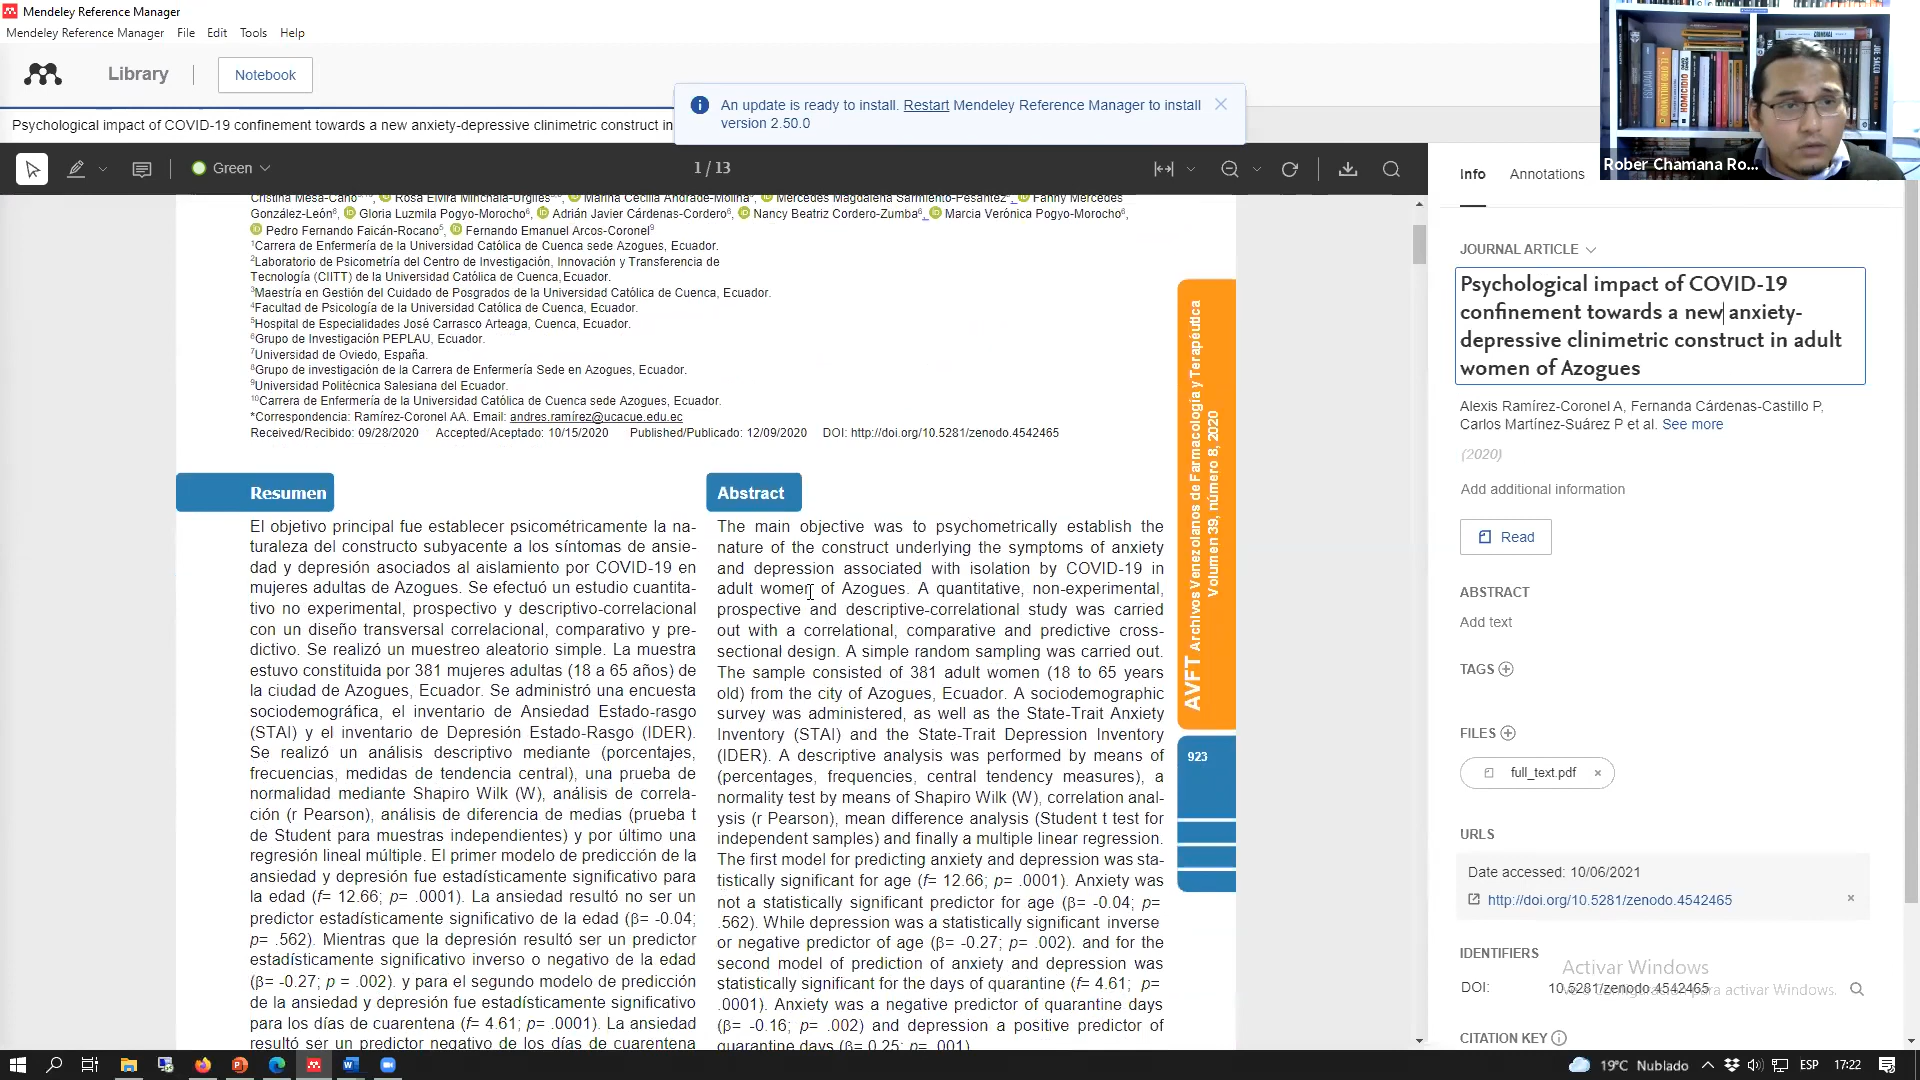 Mendeley Reference Manager
Mendeley Reference Manager File Edit Tools Help
Library
Notebook
An update is ready to install. Restart Mendeley Reference Manager to install
version 2.50.0
Psychological impact of COVID-19 confinement towards a new anxiety-depressive clinimetric construct in
Green
1 / 13
Rober Chamana Ro...
Info
Annotations
Cristina Mesa-Cano Rosa Elvira Minchala-Urgiles Marina Cecilia Andrade-Molina Mercedes Magdalena Sarmiento-Pesántez Fanny Mercedes
González-León⁶, Gloria Luzmila Pogyo-Morocho⁶, Adrián Javier Cárdenas-Cordero⁶, Nancy Beatriz Cordero-Zumba⁶, Marcia Verónica Pogyo-Morocho⁶,
Pedro Fernando Faicán-Rocano⁵, Fernando Emanuel Arcos-Coronel⁹
¹Carrera de Enfermería de la Universidad Católica de Cuenca sede Azogues, Ecuador.
²Laboratorio de Psicometría del Centro de Investigación, Innovación y Transferencia de
Tecnología (CIITT) de la Universidad Católica de Cuenca, Ecuador.
³Maestría en Gestión del Cuidado de Posgrados de la Universidad Católica de Cuenca, Ecuador.
⁴Facultad de Psicología de la Universidad Católica de Cuenca, Ecuador.
⁵Hospital de Especialidades José Carrasco Arteaga, Cuenca, Ecuador.
⁶Grupo de Investigación PEPLAU, Ecuador.
⁷Universidad de Oviedo, España.
⁸Grupo de investigación de la Carrera de Enfermería Sede en Azogues, Ecuador.
⁹Universidad Politécnica Salesiana del Ecuador.
¹⁰Carrera de Enfermería de la Universidad Católica de Cuenca sede Azogues, Ecuador.
*Correspondencia: Ramírez-Coronel AA. Email: andres.ramírez@ucacue.edu.ec
Received/Recibido: 09/28/2020 Accepted/Aceptado: 10/15/2020 Published/Publicado: 12/09/2020 DOI: http://doi.org/10.5281/zenodo.4542465
Resumen
El objetivo principal fue establecer psicométricamente la na-
turaleza del constructo subyacente a los síntomas de ansie-
dad y depresión asociados al aislamiento por COVID-19 en
mujeres adultas de Azogues. Se efectuó un estudio cuantita-
tivo no experimental, prospectivo y descriptivo-correlacional
con un diseño transversal correlacional, comparativo y pre-
dictivo. Se realizó un muestreo aleatorio simple. La muestra
estuvo constituida por 381 mujeres adultas (18 a 65 años) de
la ciudad de Azogues, Ecuador. Se administró una encuesta
sociodemográfica, el inventario de Ansiedad Estado-rasgo
(STAI) y el inventario de Depresión Estado-Rasgo (IDER).
Se realizó un análisis descriptivo mediante (porcentajes,
frecuencias, medidas de tendencia central), una prueba de
normalidad mediante Shapiro Wilk (W), análisis de correla-
ción (r Pearson), análisis de diferencia de medias (prueba t
de Student para muestras independientes) y por último una
regresión lineal múltiple. El primer modelo de predicción de la
ansiedad y depresión fue estadísticamente significativo para
la edad (f= 12.66; p= .0001). La ansiedad resultó no ser un
predictor estadísticamente significativo de la edad (β= -0.04;
p= .562). Mientras que la depresión resultó ser un predictor
estadísticamente significativo inverso o negativo de la edad
(β= -0.27; p = .002). y para el segundo modelo de predicción
de la ansiedad y depresión fue estadísticamente significativo
para los días de cuarentena (f= 4.61; p= .0001). La ansiedad
resultó ser un predictor negativo de los días de cuarentena
Abstract
The main objective was to psychometrically establish the
nature of the construct underlying the symptoms of anxiety
and depression associated with isolation by COVID-19 in
adult women of Azogues. A quantitative, non-experimental,
prospective and descriptive-correlational study was carried
out with a correlational, comparative and predictive cross-
sectional design. A simple random sampling was carried out.
The sample consisted of 381 adult women (18 to 65 years
old) from the city of Azogues, Ecuador. A sociodemographic
survey was administered, as well as the State-Trait Anxiety
Inventory (STAI) and the State-Trait Depression Inventory
(IDER). A descriptive analysis was performed by means of
(percentages, frequencies, central tendency measures), a
normality test by means of Shapiro Wilk (W), correlation anal-
ysis (r Pearson), mean difference analysis (Student t test for
independent samples) and finally a multiple linear regression.
The first model for predicting anxiety and depression was sta-
tistically significant for age (f= 12.66; p= .0001). Anxiety was
not a statistically significant predictor for age (β= -0.04; p=
.562). While depression was a statistically significant inverse
or negative predictor of age (β= -0.27; p= .002). and for the
second model of prediction of anxiety and depression was
statistically significant for the days of quarantine (f= 4.61; p=
.0001). Anxiety was a negative predictor of quarantine days
(β= -0.16; p= .002) and depression a positive predictor of
quarantine days (β= 0.25; p= .001).
AVFT Archivos Venezolanos de Farmacología y Terapéutica
Volumen 39, número 8, 2020
923
JOURNAL ARTICLE
Psychological impact of COVID-19
confinement towards a new anxiety-
depressive clinimetric construct in adult
women of Azogues
Alexis Ramírez-Coronel A, Fernanda Cárdenas-Castillo P,
Carlos Martínez-Suárez P et al. See more
(2020)
Add additional information
Read
ABSTRACT
Add text
TAGS
FILES
full_text.pdf
URLS
Date accessed: 10/06/2021
http://doi.org/10.5281/zenodo.4542465
IDENTIFIERS
Activar Windows
DOI: 10.5281/zenodo.4542465
para activar Windows.
CITATION KEY
19°C Nublado
ESP
17:22